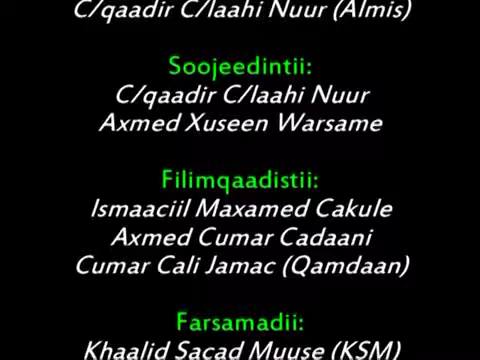 C/qaadir C/laahi Nuur (Almis)
Soojeedintii:
C/qaadir C/laahi Nuur
Axmed Xuseen Warsame
Filimqaadistii:
Ismaaciil Maxamed Cakule
Axmed Cumar Cadaani
Cumar Cali Jamac (Qamdaan)
Farsamadii:
Khaalid Sacad Muuse (KSM)